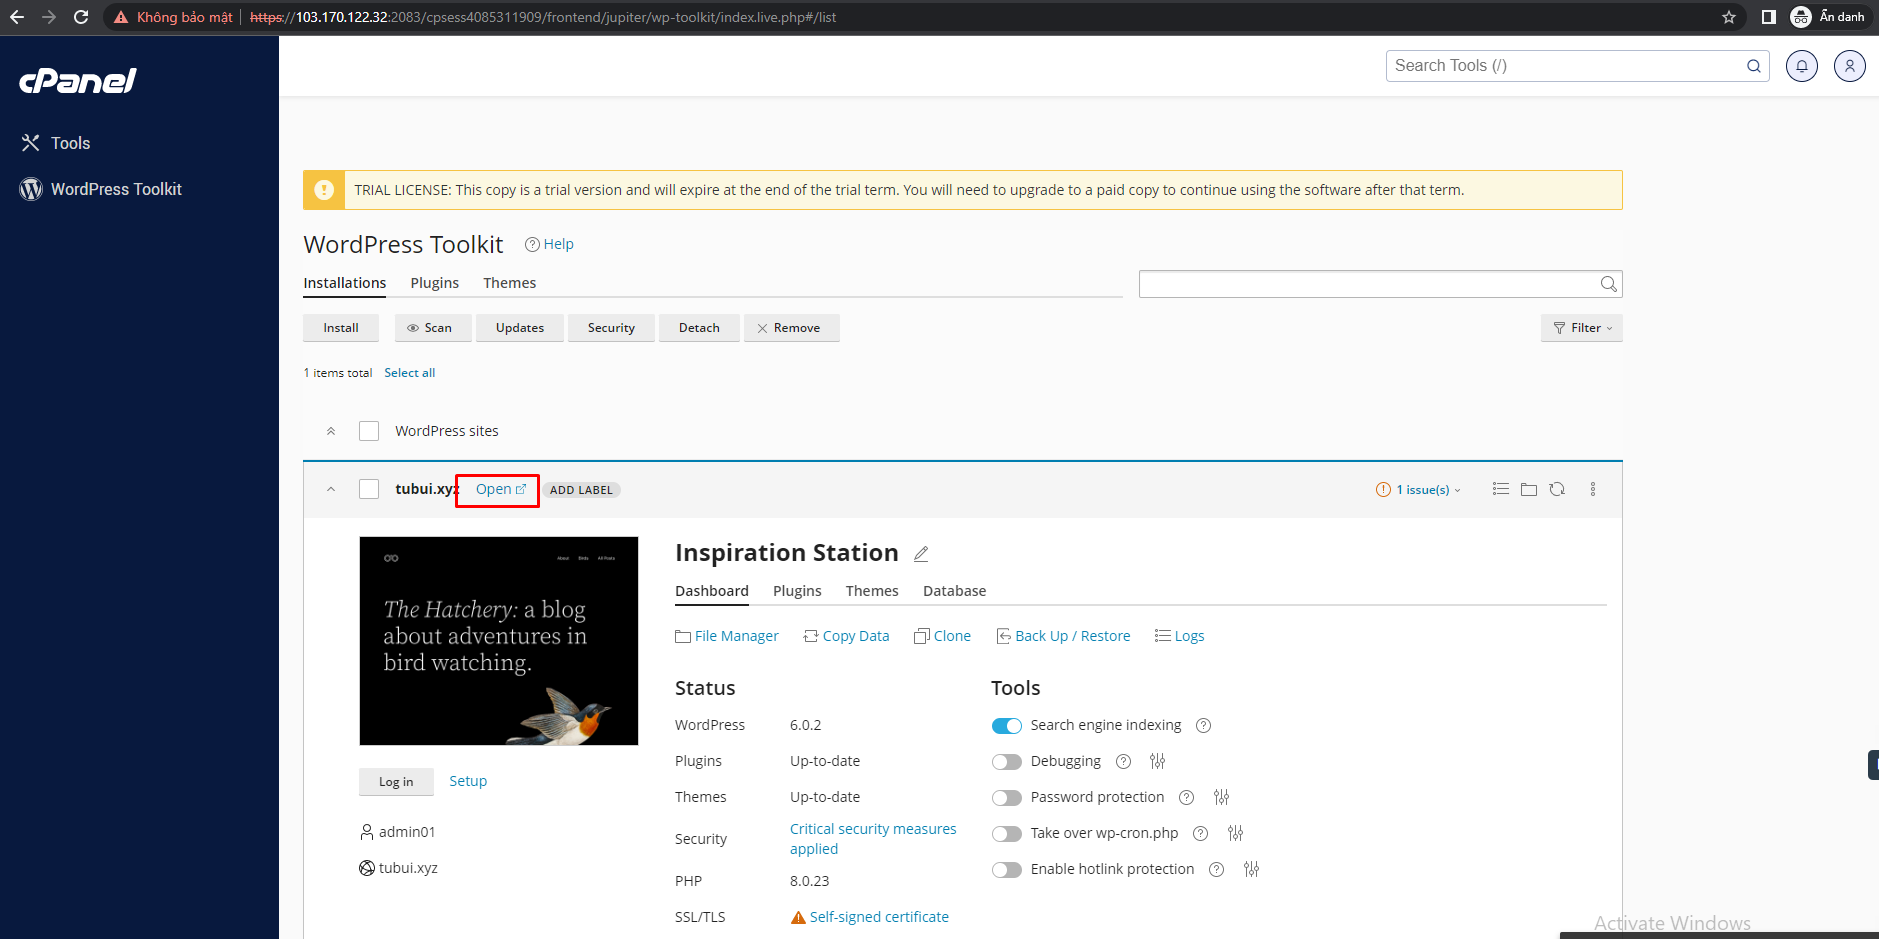 Không bảo mật | https://103.170.122.32:2083/cpsess4085311909/frontend/jupiter/wp-toolkit/index.live.php#/list
Ẩn danh
cPanel
Search Tools (/)
Tools
WordPress Toolkit
TRIAL LICENSE: This copy is a trial version and will expire at the end of the trial term. You will need to upgrade to a paid copy to continue using the software after that term.
WordPress Toolkit Help
Installations Plugins Themes
Install Scan Updates Security Detach Remove Filter
1 items total Select all
WordPress sites
tubui.xyz Open ADD LABEL 1 issue(s)
About Birds All Posts
The Hatchery: a blog
about adventures in
bird watching.
Log in Setup
admin01
tubui.xyz
Inspiration Station
Dashboard Plugins Themes Database
File Manager Copy Data Clone Back Up / Restore Logs
Status
WordPress 6.0.2
Plugins Up-to-date
Themes Up-to-date
Security Critical security measures
applied
PHP 8.0.23
SSL/TLS Self-signed certificate
Tools
Search engine indexing
Debugging
Password protection
Take over wp-cron.php
Enable hotlink protection
Activate Windows